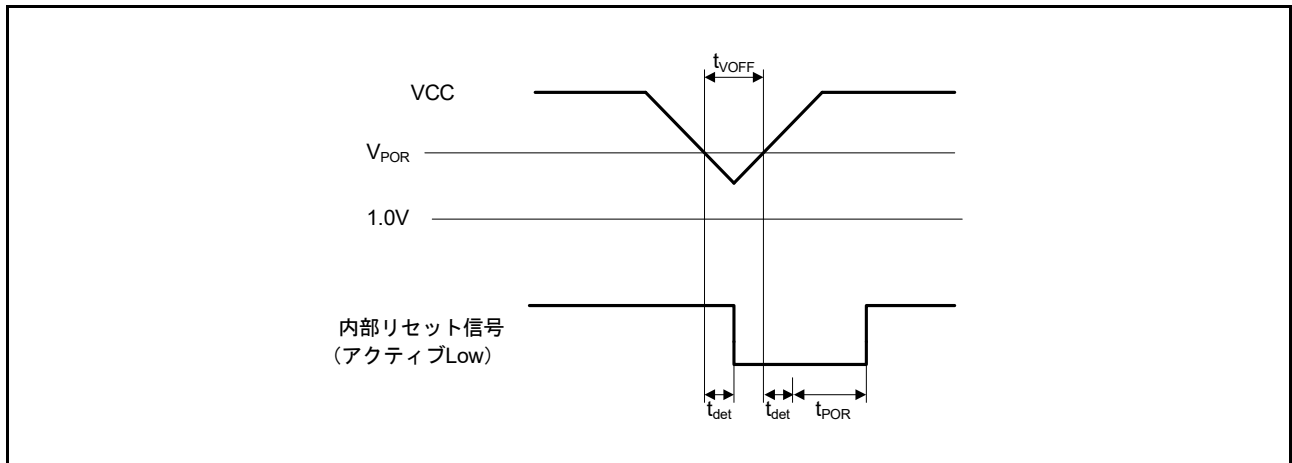 tVOFF
VCC
VPOR
1.0V
内部リセット信号
（アクティブLow）
tdet tdet tPOR